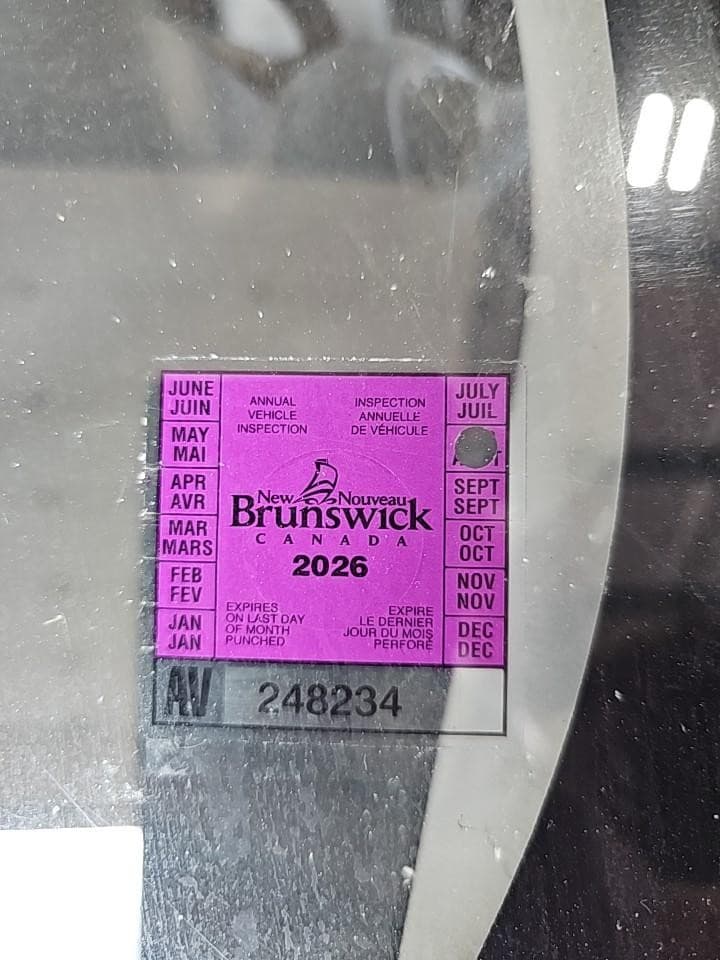 JUNE
JUIN
MAY
MAI
APR
AVR
MAR
MARS
FEB
FEV
JAN
JAN
ANNUAL
VEHICLE
INSPECTION
INSPECTION
ANNUELLE
DE VÉHICULE
New Nouveau
Brunswick
CANADA
2026
EXPIRES
ON LAST DAY
OF MONTH
PUNCHED
EXPIRE
LE DERNIER
JOUR DU MOIS
PERFORÉ
JULY
JUIL
SEPT
SEPT
OCT
OCT
NOV
NOV
DEC
DEC
AV 248234